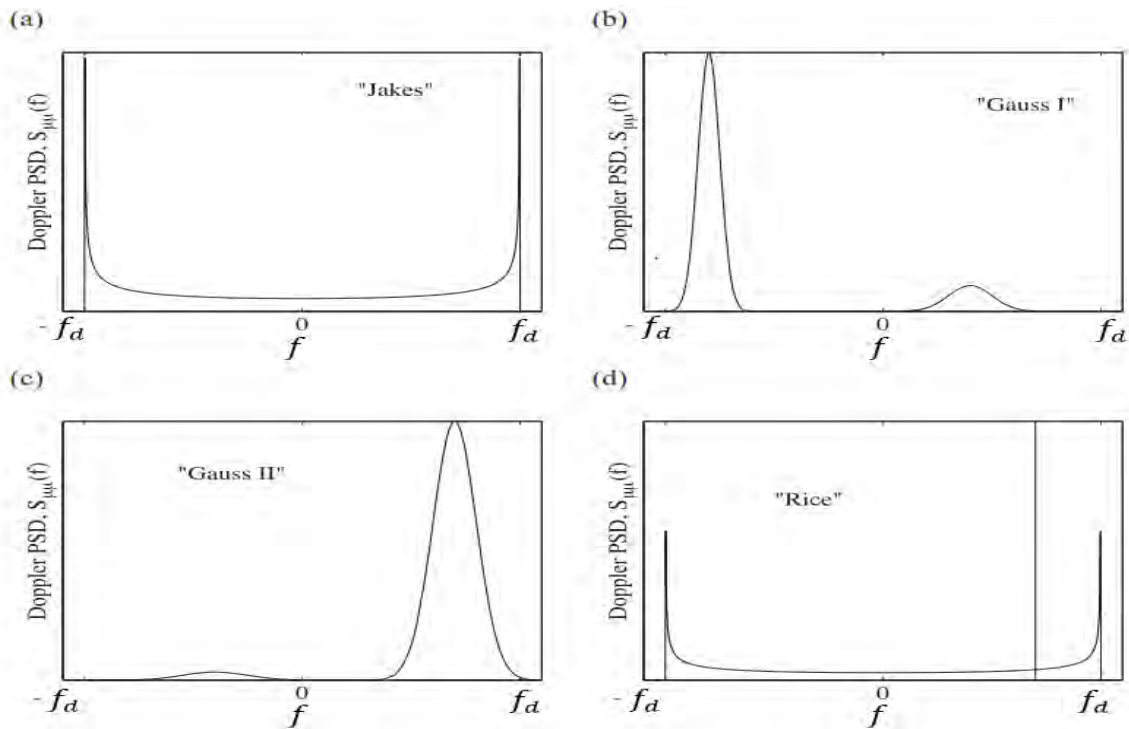 (a)
Doppler PSD, S_μμ(f)
"Jakes"
- f_d 0 f_d
f
(b)
Doppler PSD, S_μμ(f)
"Gauss I"
- f_d 0 f_d
f
(c)
Doppler PSD, S_μμ(f)
"Gauss II"
- f_d 0 f_d
f
(d)
Doppler PSD, S_μμ(f)
"Rice"
- f_d 0 f_d
f